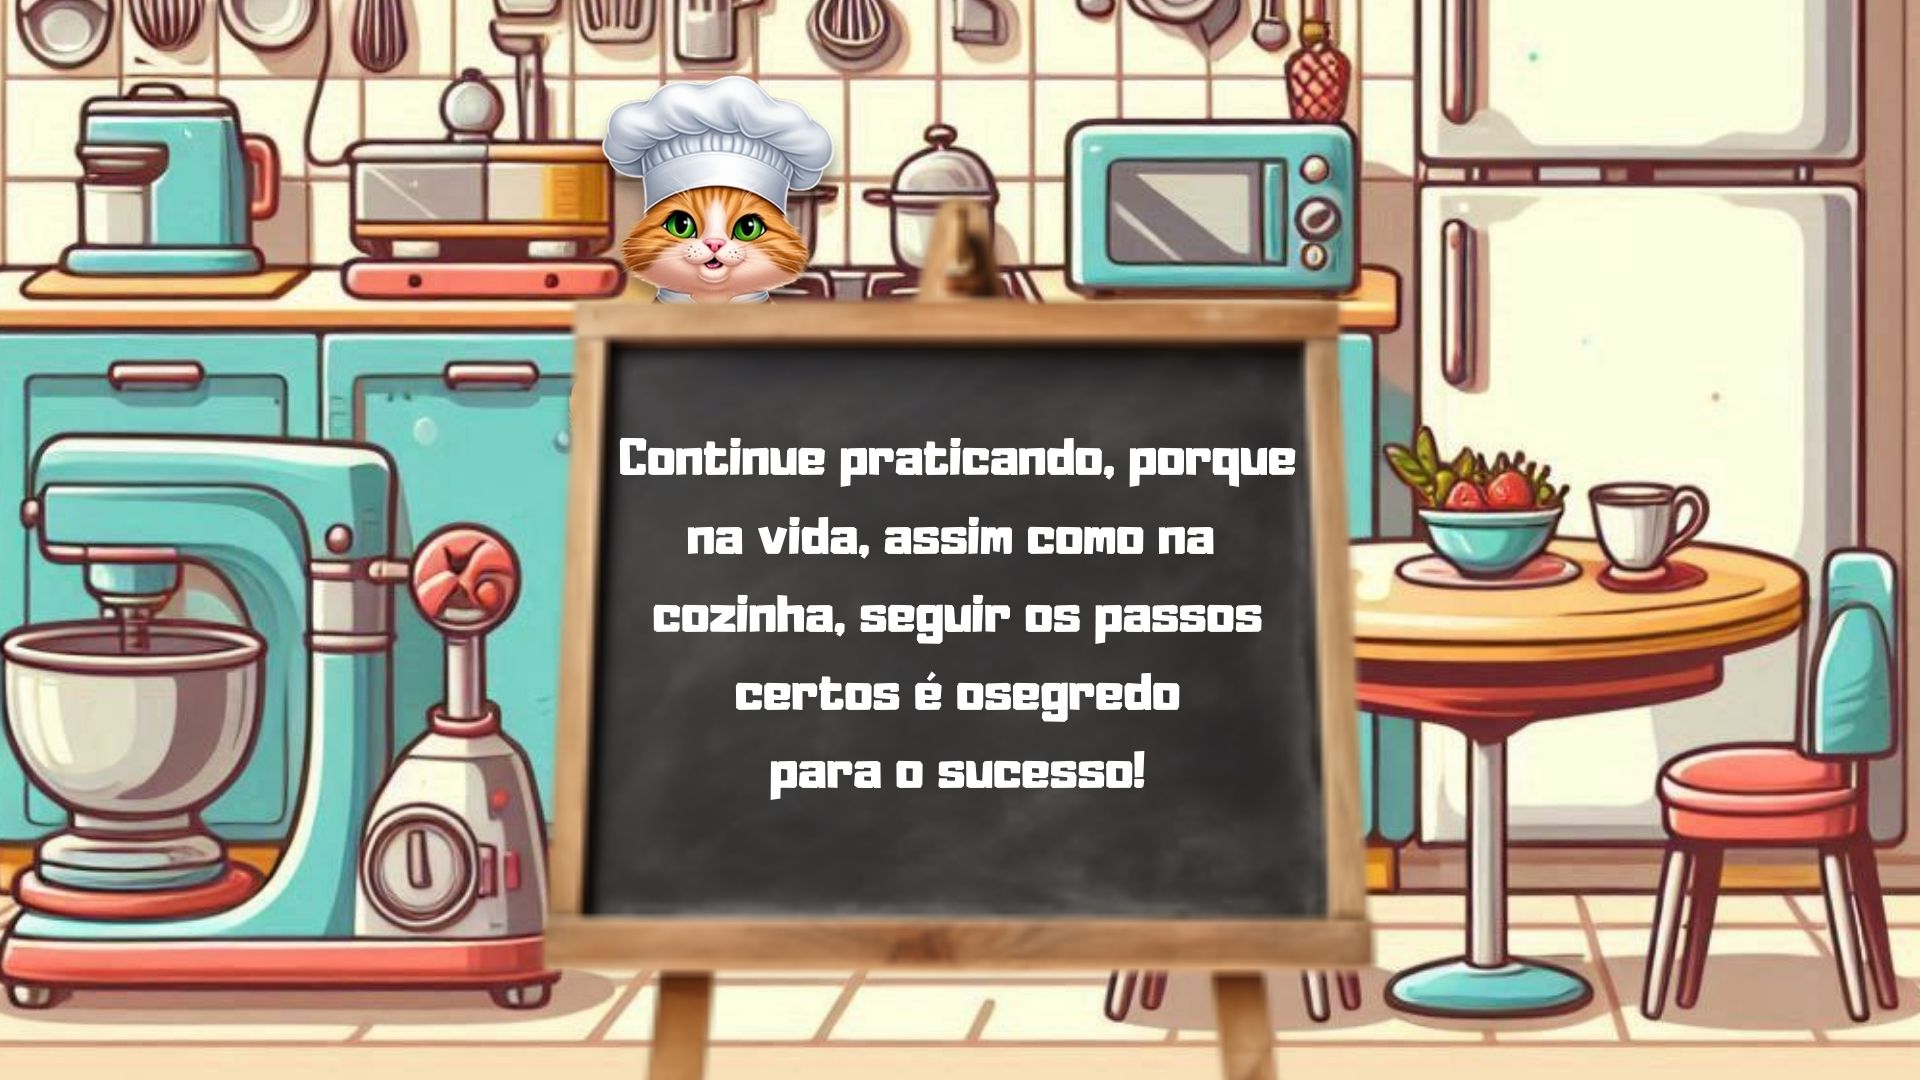 Continue praticando, porque
na vida, assim como na
cozinha, seguir os passos
certos é osegredo
para o sucesso!